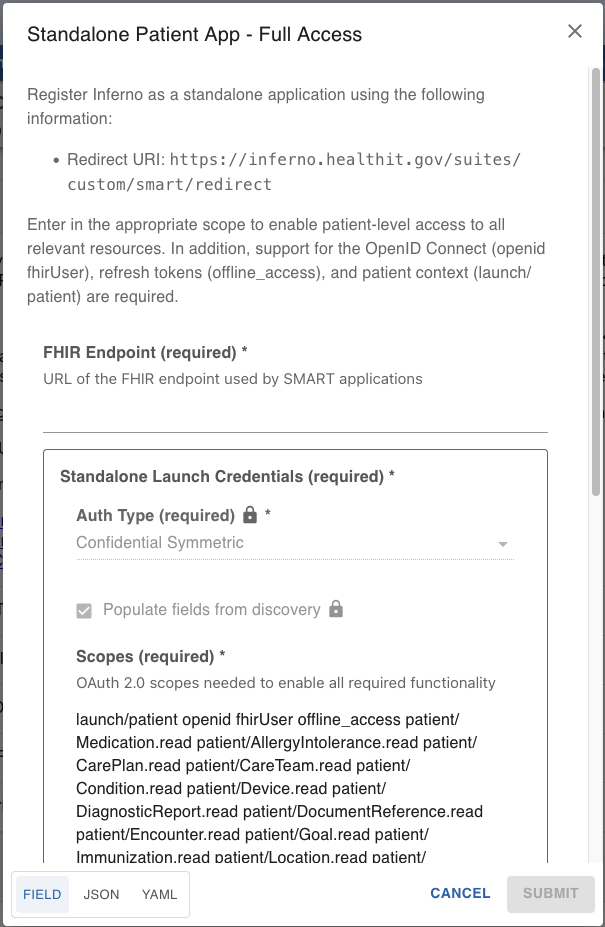 Standalone Patient App - Full Access
Register Inferno as a standalone application using the following
information:
• Redirect URI: https://inferno.healthit.gov/suites/
custom/smart/redirect
Enter in the appropriate scope to enable patient-level access to all
relevant resources. In addition, support for the OpenID Connect (openid
fhirUser), refresh tokens (offline_access), and patient context (launch/
patient) are required.
FHIR Endpoint (required) *
URL of the FHIR endpoint used by SMART applications
Standalone Launch Credentials (required) *
Auth Type (required) *
Confidential Symmetric
Populate fields from discovery
Scopes (required) *
OAuth 2.0 scopes needed to enable all required functionality
launch/patient openid fhirUser offline_access patient/
Medication.read patient/AllergyIntolerance.read patient/
CarePlan.read patient/CareTeam.read patient/
Condition.read patient/Device.read patient/
DiagnosticReport.read patient/DocumentReference.read
patient/Encounter.read patient/Goal.read patient/
Immunization.read patient/Location.read patient/
FIELD JSON YAML CANCEL SUBMIT